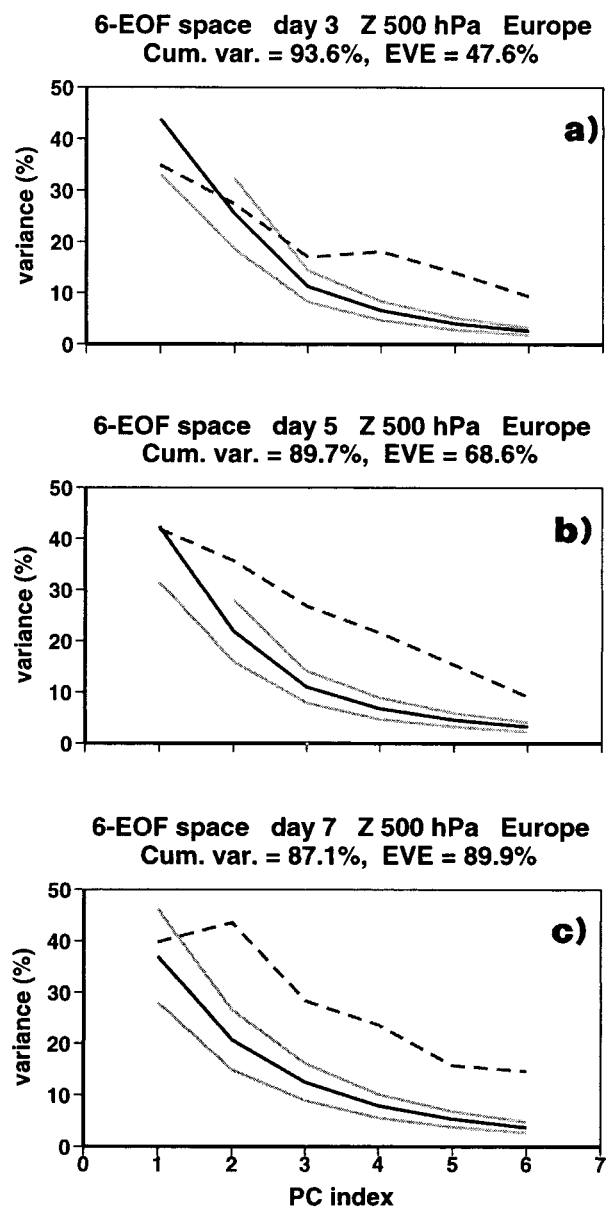 6-EOF space day 3 Z 500 hPa Europe
Cum. var. = 93.6%, EVE = 47.6%
50
40
30
20
10
0
variance (%)
a)
6-EOF space day 5 Z 500 hPa Europe
Cum. var. = 89.7%, EVE = 68.6%
50
40
30
20
10
0
variance (%)
b)
6-EOF space day 7 Z 500 hPa Europe
Cum. var. = 87.1%, EVE = 89.9%
50
40
30
20
10
0
variance (%)
c)
0 1 2 3 4 5 6 7
PC index